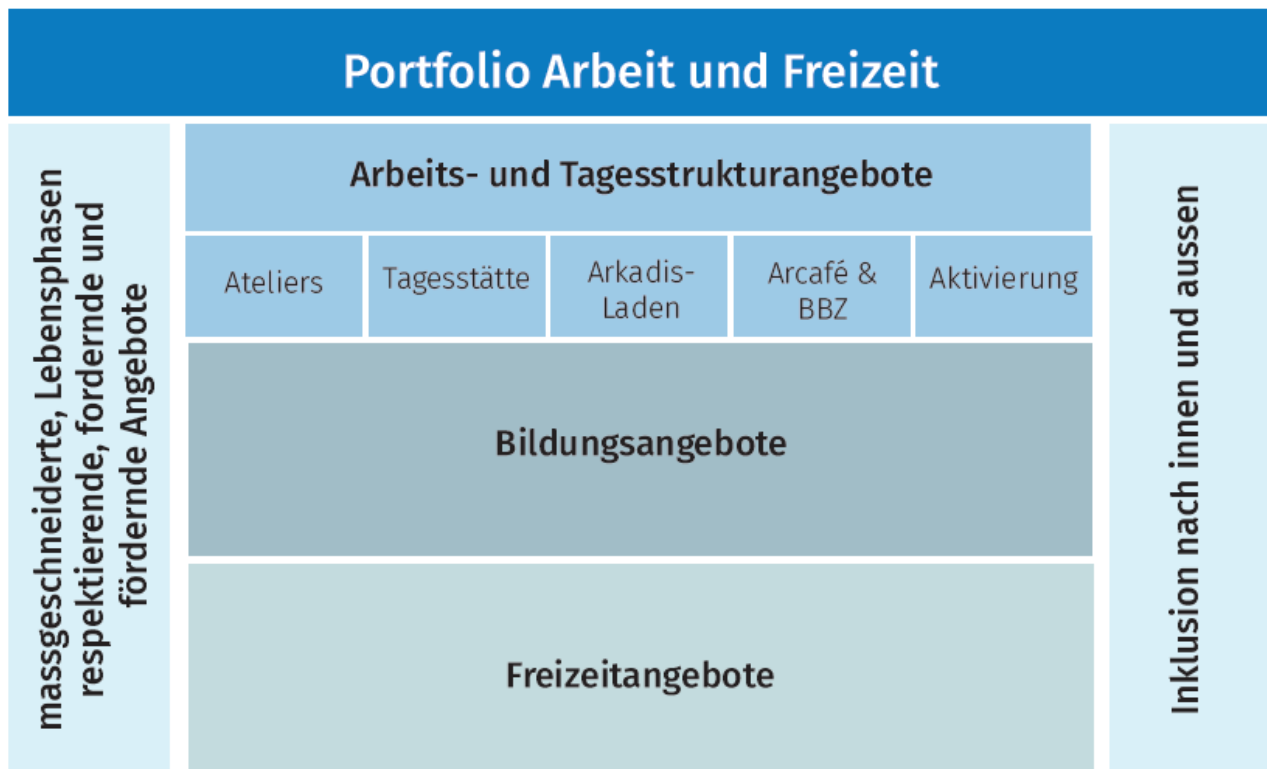 Portfolio Arbeit und Freizeit
massgeschneiderte, Lebensphasen
respektierende, fordernde und
fördernde Angebote
Arbeits- und Tagesstrukturangebote
Ateliers
Tagesstätte
Arkadis-
Laden
Arcafé &
BBZ
Aktivierung
Bildungsangebote
Freizeitangebote
Inklusion nach innen und aussen